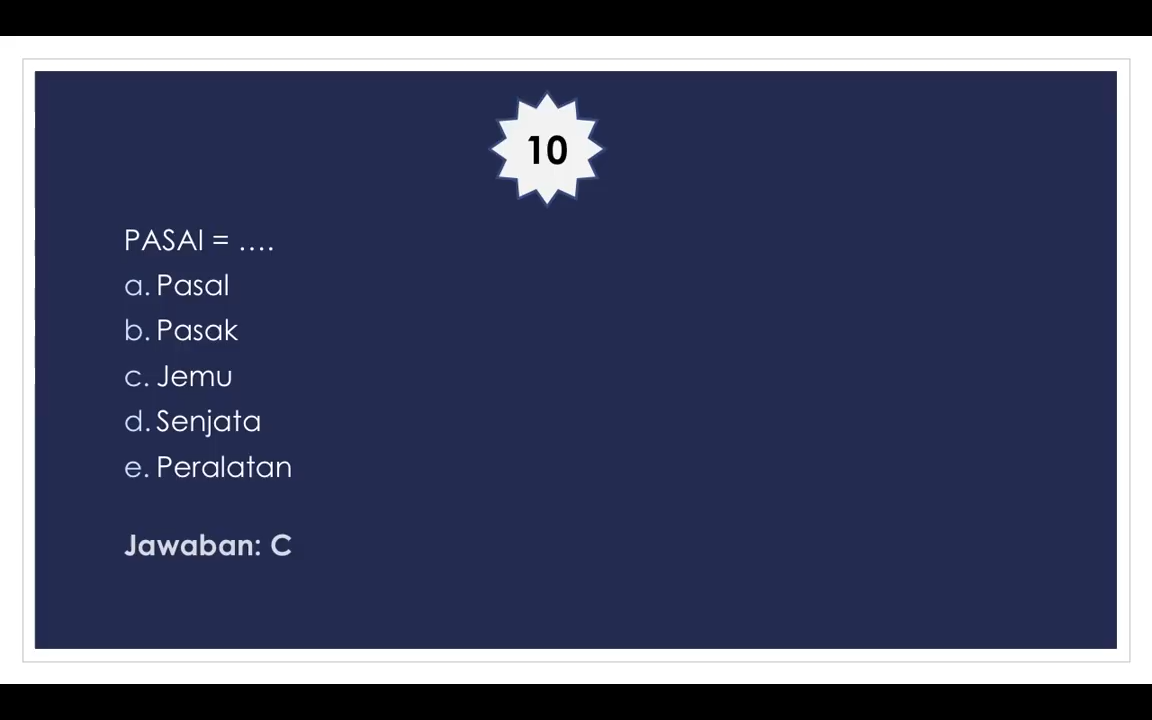 10
PASAI = ....
a. Pasal
b. Pasak
c. Jemu
d. Senjata
e. Peralatan
Jawaban: C